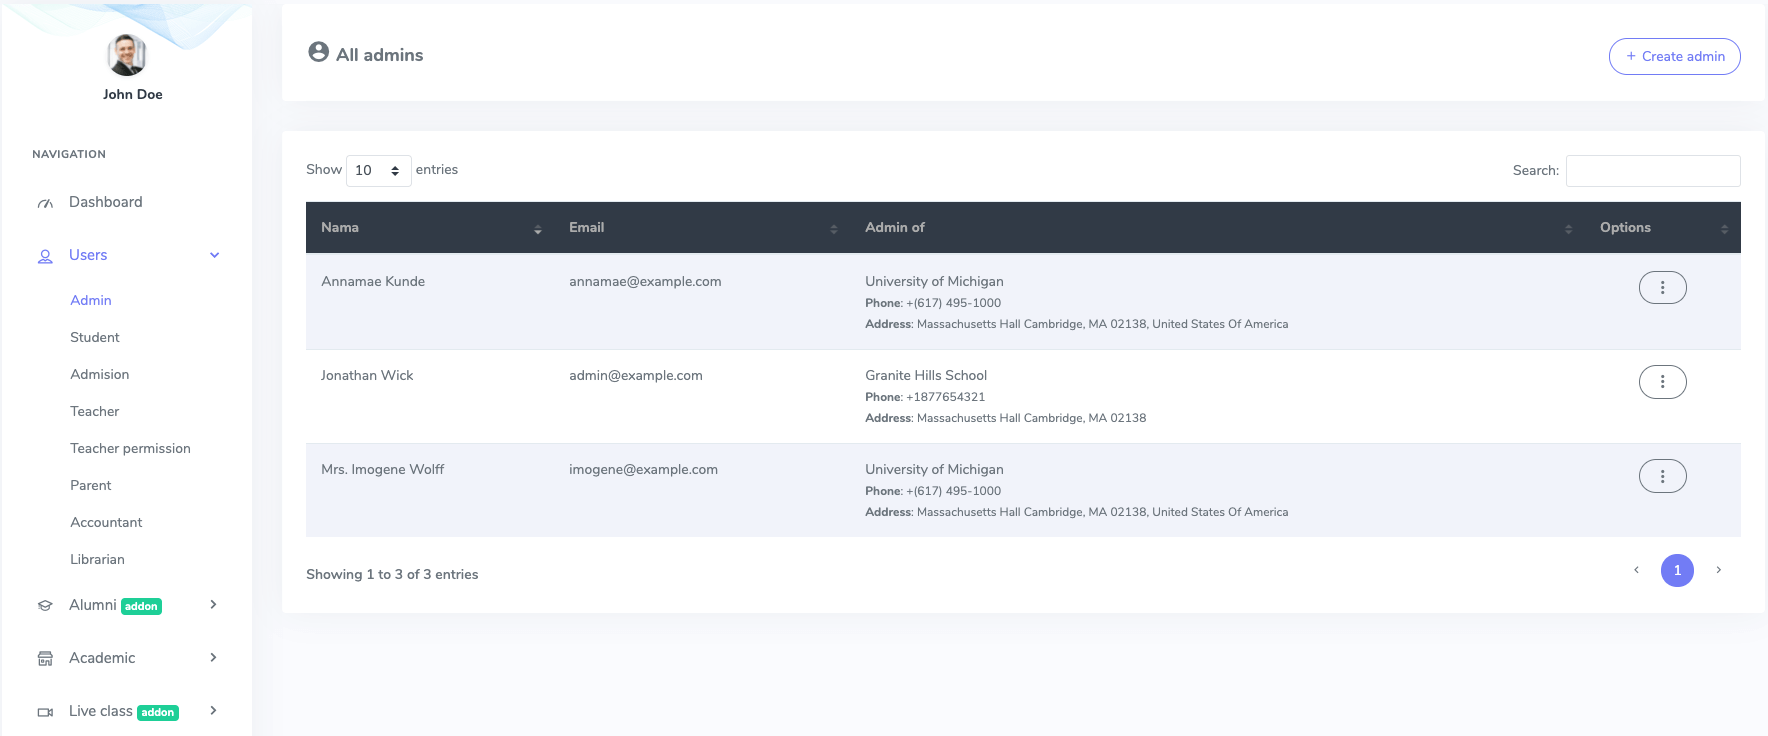 John Doe
NAVIGATION
Dashboard
Users
Admin
Student
Admision
Teacher
Teacher permission
Parent
Accountant
Librarian
Alumni addon
Academic
Live class addon
All admins
+ Create admin
Show 10 entries
Search:
Nama Email Admin of Options
Annamae Kunde annamae@example.com University of Michigan
Phone: +(617) 495-1000
Address: Massachusetts Hall Cambridge, MA 02138, United States Of America
Jonathan Wick admin@example.com Granite Hills School
Phone: +1877654321
Address: Massachusetts Hall Cambridge, MA 02138
Mrs. Imogene Wolff imogene@example.com University of Michigan
Phone: +(617) 495-1000
Address: Massachusetts Hall Cambridge, MA 02138, United States Of America
Showing 1 to 3 of 3 entries
1